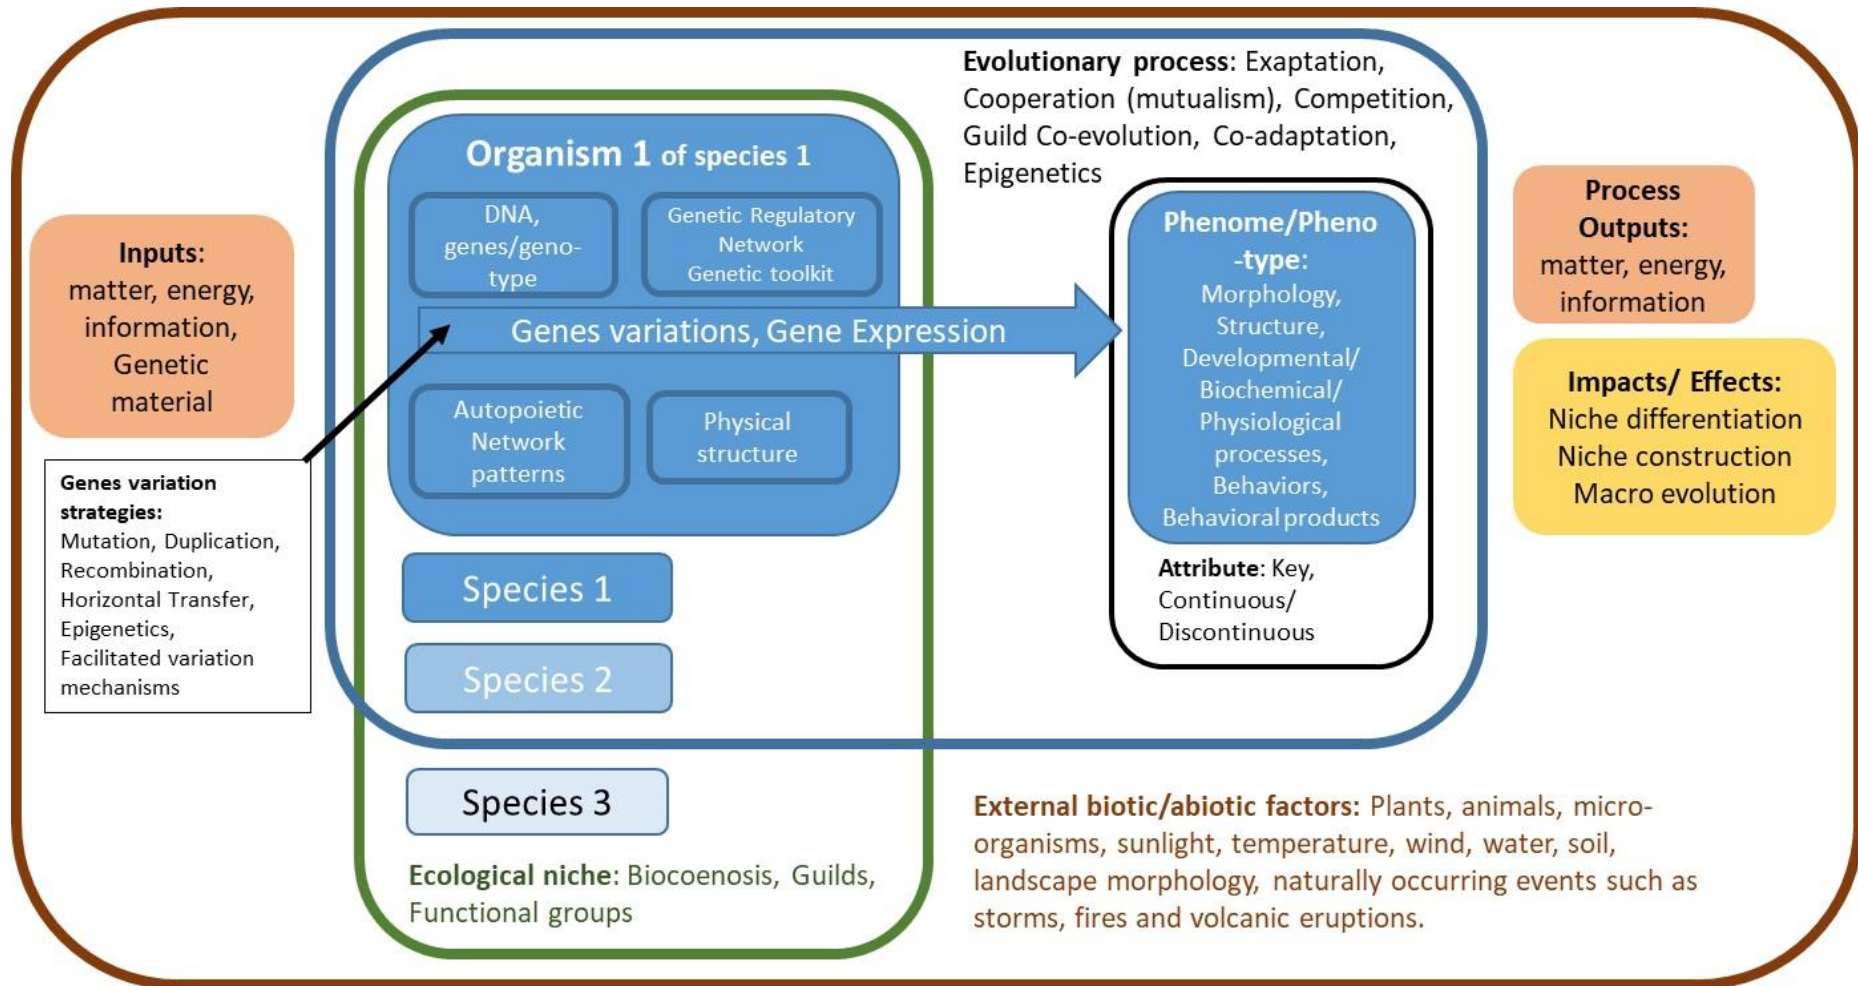 Evolutionary process: Exaptation,
Cooperation (mutualism), Competition,
Guild Co-evolution, Co-adaptation,
Epigenetics
Organism 1 of species 1
DNA,
genes/geno-
type
Genetic Regulatory
Network
Genetic toolkit
Genes variations, Gene Expression
Autopoietic
Network
patterns
Physical
structure
Inputs:
matter, energy,
information,
Genetic
material
Genes variation
strategies:
Mutation, Duplication,
Recombination,
Horizontal Transfer,
Epigenetics,
Facilitated variation
mechanisms
Species 1
Species 2
Species 3
Ecological niche: Biocoenosis, Guilds,
Functional groups
Phenome/Pheno
-type:
Morphology,
Structure,
Developmental/
Biochemical/
Physiological
processes,
Behaviors,
Behavioral products
Attribute: Key,
Continuous/
Discontinuous
Process
Outputs:
matter, energy,
information
Impacts/ Effects:
Niche differentiation
Niche construction
Macro evolution
External biotic/abiotic factors: Plants, animals, micro-
organisms, sunlight, temperature, wind, water, soil,
landscape morphology, naturally occurring events such as
storms, fires and volcanic eruptions.